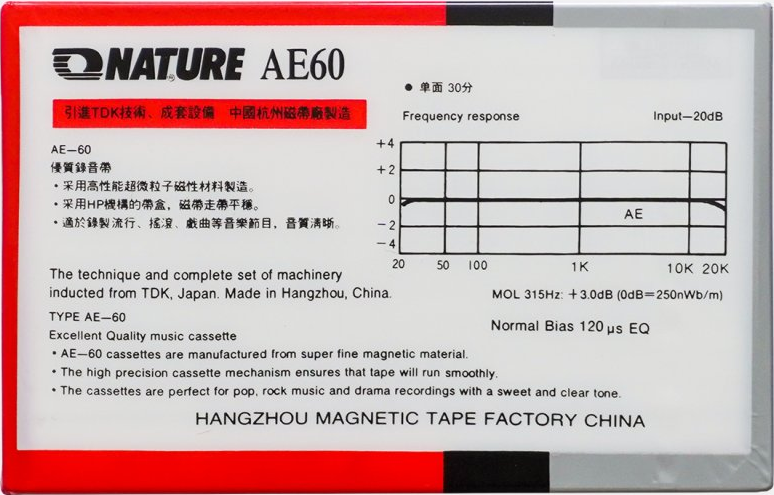 NATURE AE60
引進TDK技術、成套設備 中國杭州磁帶廠製造
AE—60
優質錄音帶
・采用高性能超微粒子磁性材料製造。
・采用HP機構的帶盒，磁帶走帶平穩。
・適於錄製流行、搖滾、戲曲等音樂節目，音質清晰。
● 单面 30分
Frequency response Input—20dB
+4
+2
0
−2
−4
AE
20 50 100 1K 10K 20K
MOL 315Hz: +3.0dB (0dB=250nWb/m)
Normal Bias 120 μs EQ
The technique and complete set of machinery
inducted from TDK, Japan. Made in Hangzhou, China.
TYPE AE—60
Excellent Quality music cassette
・AE—60 cassettes are manufactured from super fine magnetic material.
・The high precision cassette mechanism ensures that tape will run smoothly.
・The cassettes are perfect for pop, rock music and drama recordings with a sweet and clear tone.
HANGZHOU MAGNETIC TAPE FACTORY CHINA